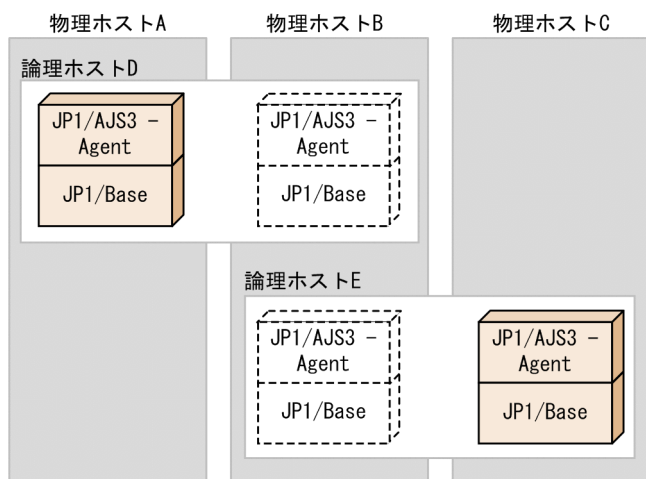 物理ホストA
物理ホストB
物理ホストC
論理ホストD
JP1/AJS3 －
Agent
JP1/Base
JP1/AJS3 －
Agent
JP1/Base
論理ホストE
JP1/AJS3 －
Agent
JP1/Base
JP1/AJS3 －
Agent
JP1/Base